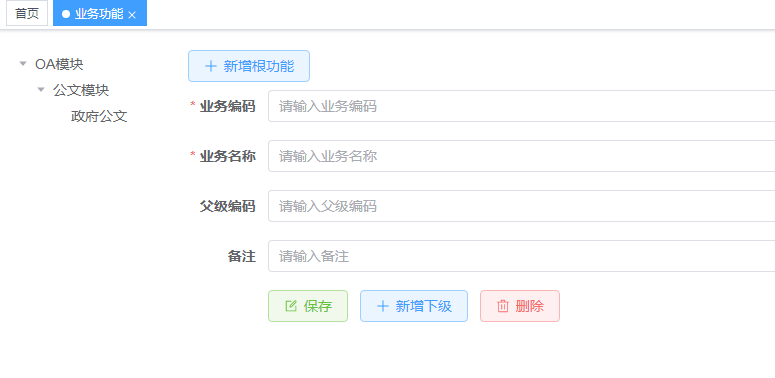 首页 业务功能
OA模块
公文模块
政府公文
新增根功能
* 业务编码 请输入业务编码
* 业务名称 请输入业务名称
父级编码 请输入父级编码
备注 请输入备注
保存 新增下级 删除